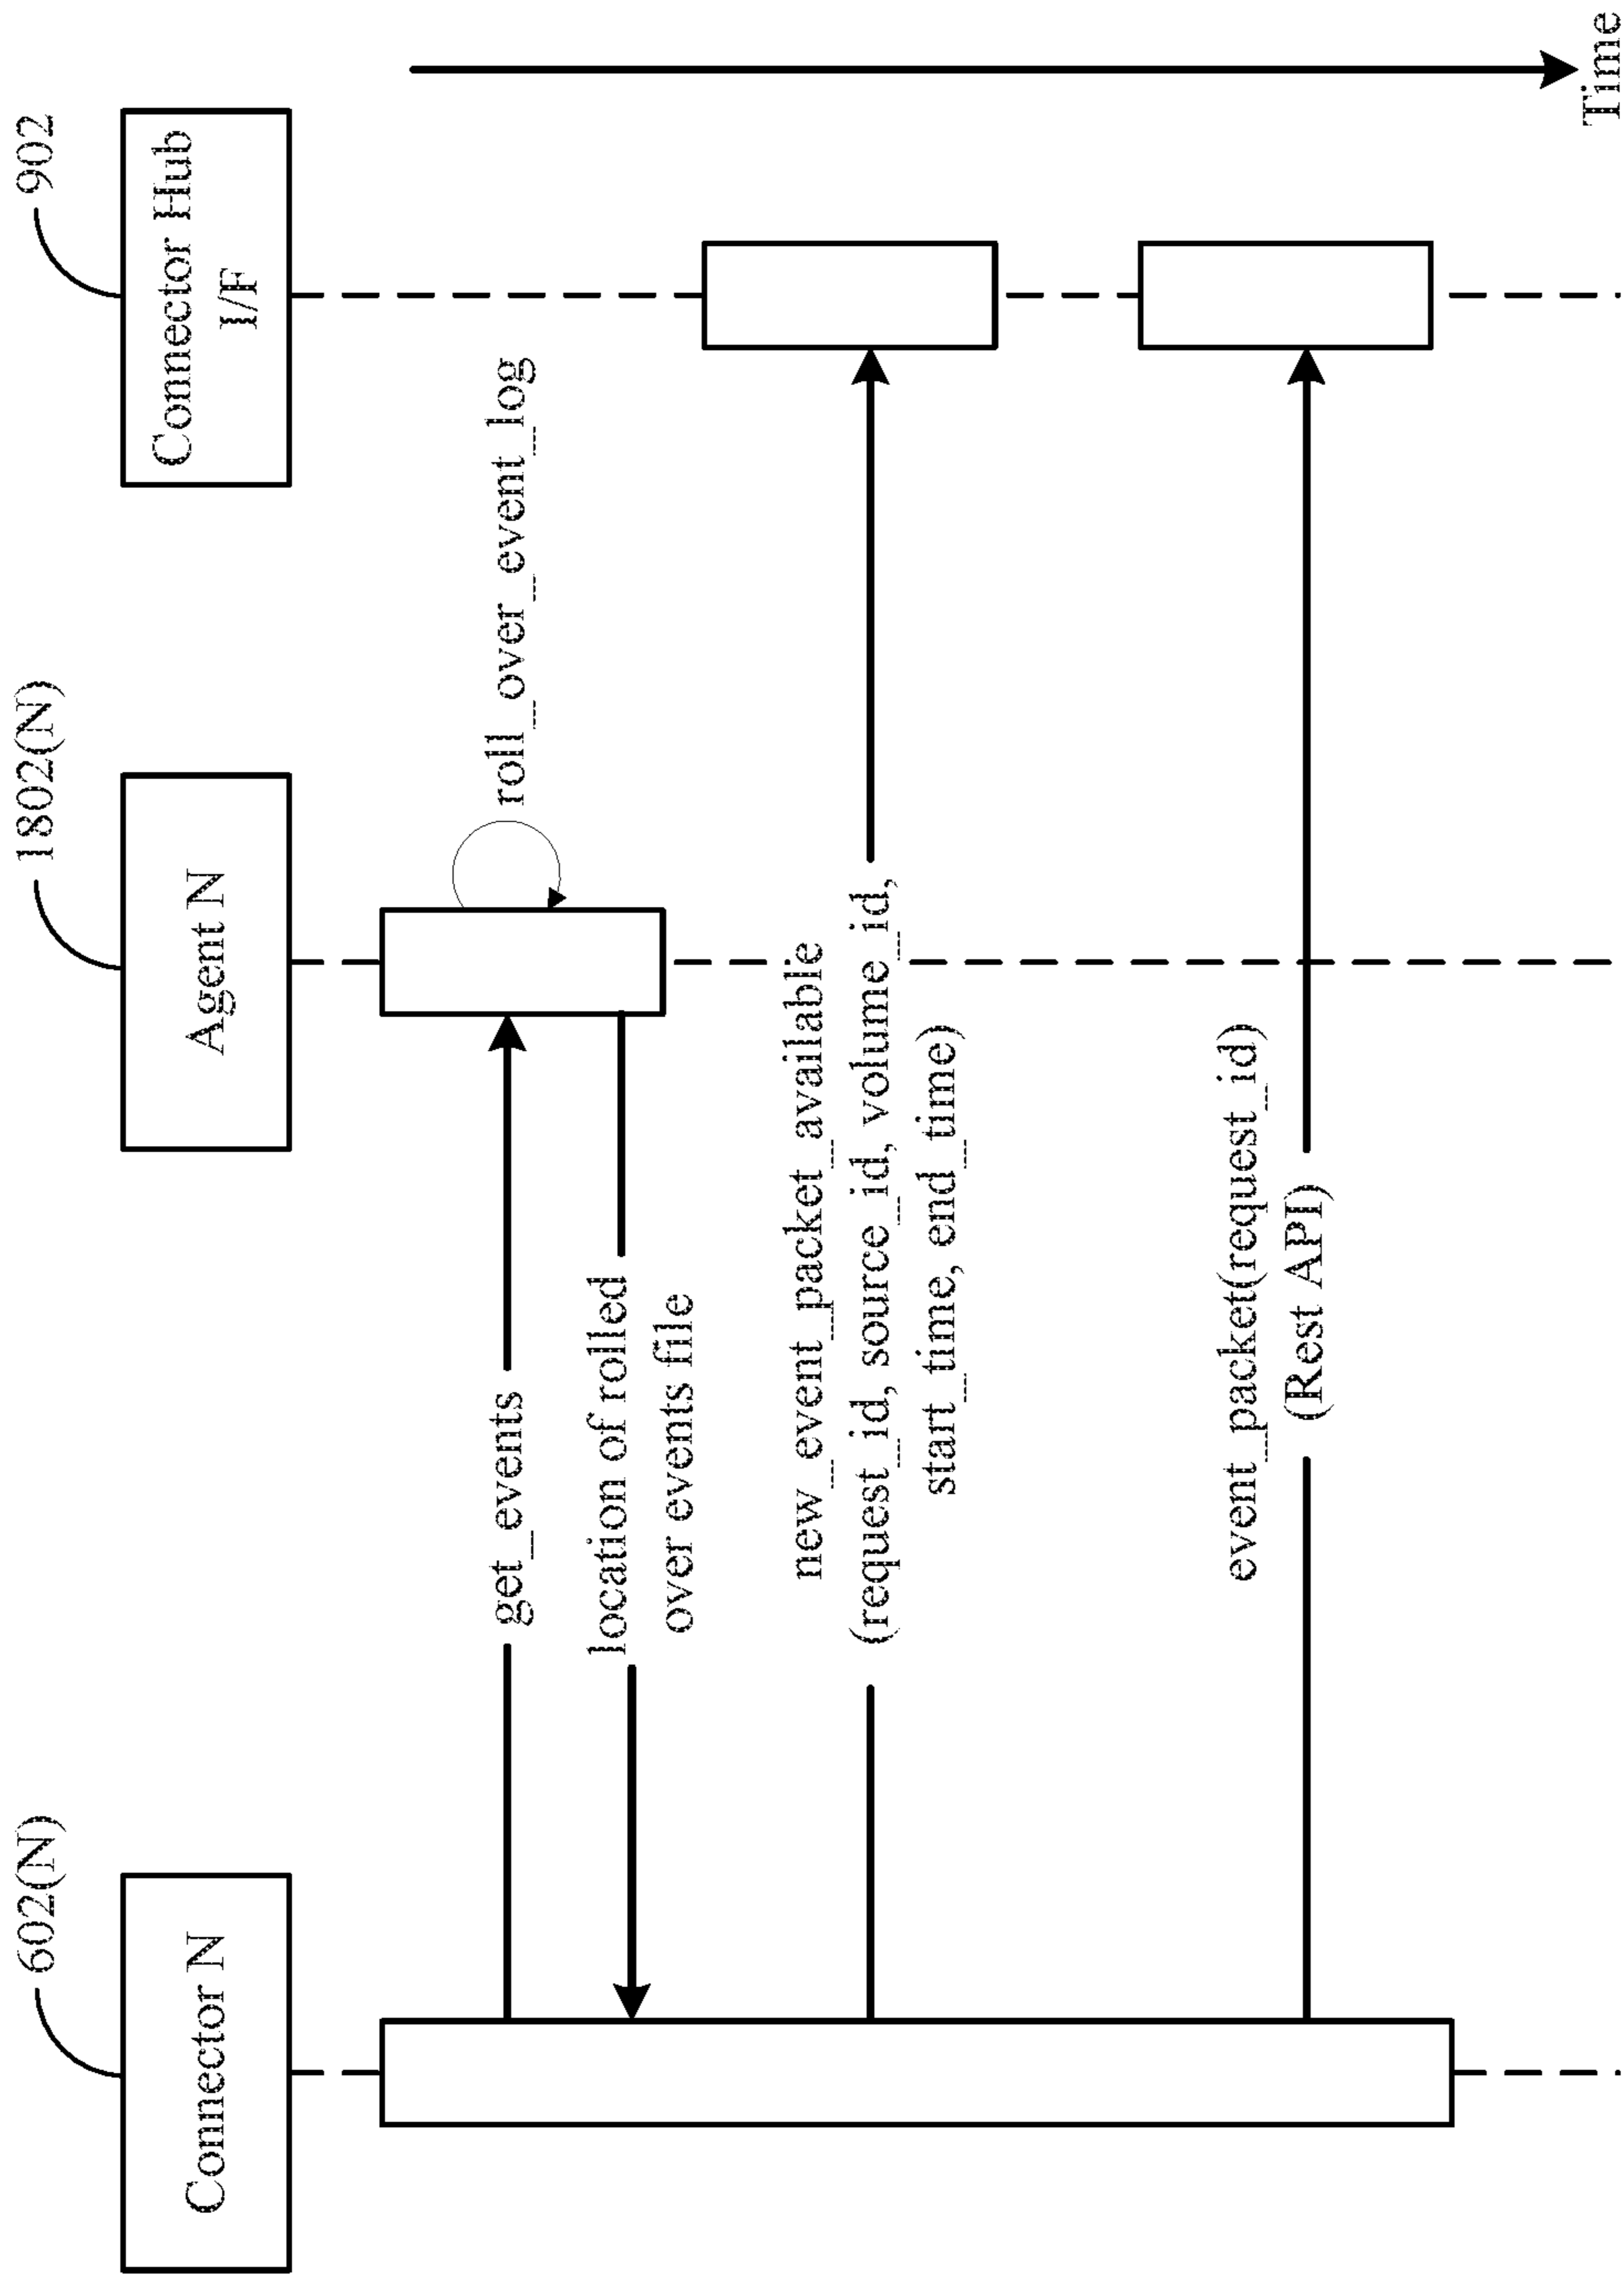 602(N)
1802(N)
902
Connector N
Agent N
Connector Hub
I/F
get_events
roll_over_event_log
location of rolled
over events file
new_event_packet_available
(request_id, source_id, volume_id,
start_time, end_time)
event_packet(request_id)
(Rest API)
Time